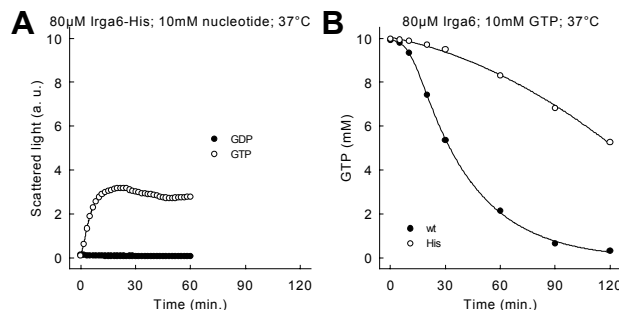 A
80µM Irga6-His; 10mM nucleotide; 37°C
Scattered light (a. u.)
10
8
6
4
2
0
GDP
GTP
0
30
60
90
120
Time (min.)
B
80µM Irga6; 10mM GTP; 37°C
GTP (mM)
10
8
6
4
2
0
wt
His
0
30
60
90
120
Time (min.)